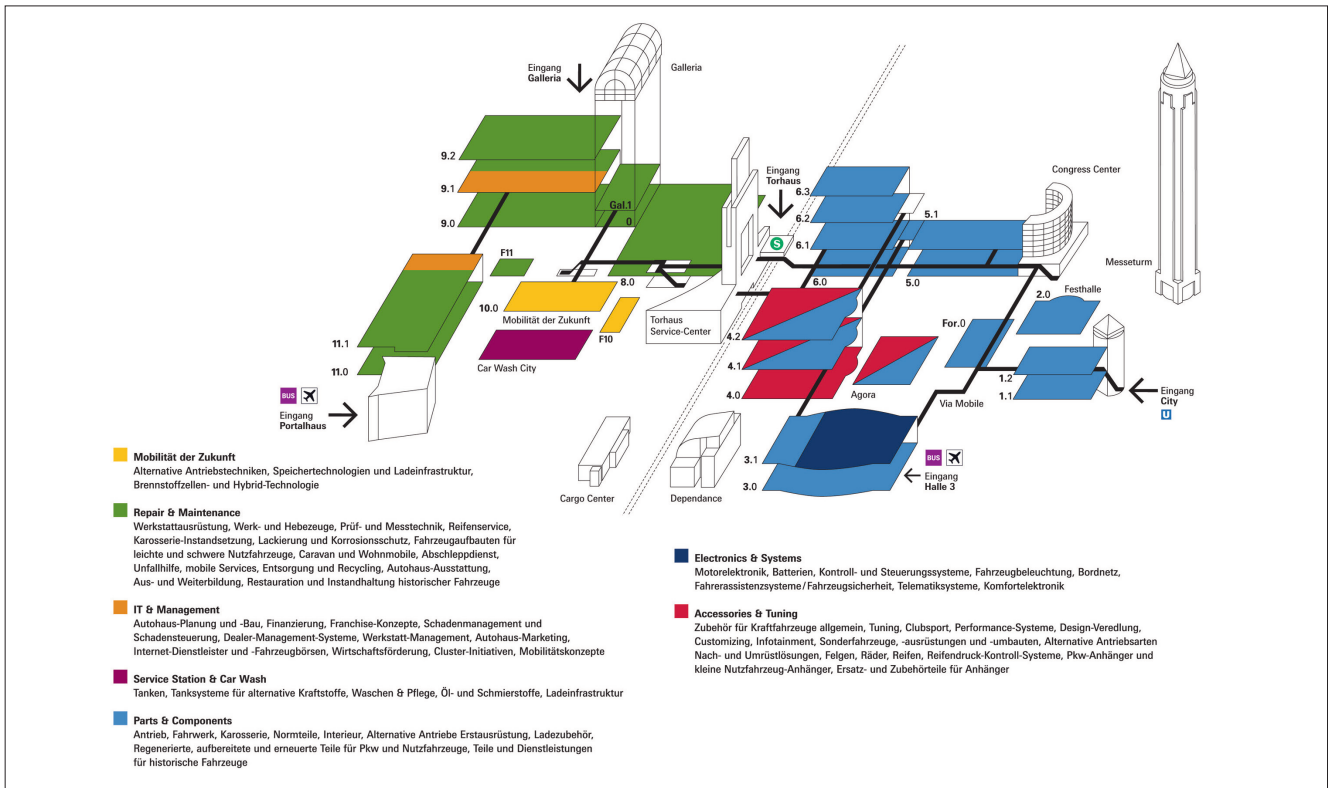 Eingang
Galleria
Galleria
9.2
9.1
9.0
Gal.1
0
F11
8.0
10.0
Mobilität der Zukunft
F10
Car Wash City
11.1
11.0
BUS
Eingang
Portalhaus
Torhaus
Service-Center
Eingang
Torhaus
S
6.3
6.2
6.1
6.0
5.1
5.0
Congress Center
Messeturm
Festhalle
2.0
For.0
1.2
1.1
Eingang
City
U
4.2
4.1
4.0
Agora
Via Mobile
3.1
3.0
BUS
Eingang
Halle 3
Cargo Center
Dependance
Mobilität der Zukunft
Alternative Antriebstechniken, Speichertechnologien und Ladeinfrastruktur,
Brennstoffzellen- und Hybrid-Technologie
Repair & Maintenance
Werkstattausrüstung, Werk- und Hebezeuge, Prüf- und Messtechnik, Reifenservice,
Karosserie-Instandsetzung, Lackierung und Korrosionsschutz, Fahrzeugaufbauten für
leichte und schwere Nutzfahrzeuge, Caravan und Wohnmobile, Abschleppdienst,
Unfallhilfe, mobile Services, Entsorgung und Recycling, Autohaus-Ausstattung,
Aus- und Weiterbildung, Restauration und Instandhaltung historischer Fahrzeuge
IT & Management
Autohaus-Planung und -Bau, Finanzierung, Franchise-Konzepte, Schadenmanagement und
Schadensteuerung, Dealer-Management-Systeme, Werkstatt-Management, Autohaus-Marketing,
Internet-Dienstleister und -Fahrzeugbörsen, Wirtschaftsförderung, Cluster-Initiativen, Mobilitätskonzepte
Service Station & Car Wash
Tanken, Tanksysteme für alternative Kraftstoffe, Waschen & Pflege, Öl- und Schmierstoffe, Ladeinfrastruktur
Parts & Components
Antrieb, Fahrwerk, Karosserie, Normteile, Interieur, Alternative Antriebe Erstausrüstung, Ladezubehör,
Regenerierte, aufbereitete und erneuerte Teile für Pkw und Nutzfahrzeuge, Teile und Dienstleistungen
für historische Fahrzeuge
Electronics & Systems
Motorelektronik, Batterien, Kontroll- und Steuerungssysteme, Fahrzeugbeleuchtung, Bordnetz,
Fahrerassistenzsysteme/Fahrzeugsicherheit, Telematiksysteme, Komfortelektronik
Accessories & Tuning
Zubehör für Kraftfahrzeuge allgemein, Tuning, Clubsport, Performance-Systeme, Design-Veredlung,
Customizing, Infotainment, Sonderfahrzeuge, -ausrüstungen und -umbauten, Alternative Antriebsarten
Nach- und Umrüstlösungen, Felgen, Räder, Reifen, Reifendruck-Kontroll-Systeme, Pkw-Anhänger und
kleine Nutzfahrzeug-Anhänger, Ersatz- und Zubehörteile für Anhänger